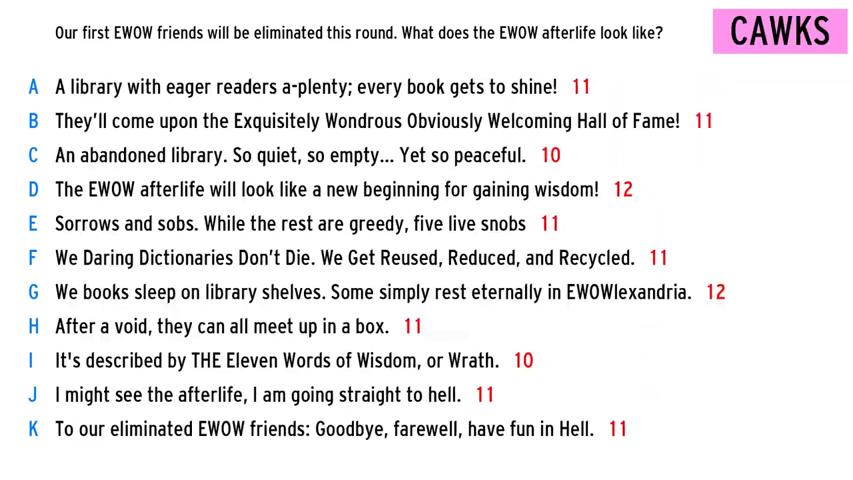 Our first EWOW friends will be eliminated this round. What does the EWOW afterlife look like?
CAWKS
A A library with eager readers a-plenty; every book gets to shine! 11
B They'll come upon the Exquisitely Wondrous Obviously Welcoming Hall of Fame! 11
C An abandoned library. So quiet, so empty... Yet so peaceful. 10
D The EWOW afterlife will look like a new beginning for gaining wisdom! 12
E Sorrows and sobs. While the rest are greedy, five live snobs 11
F We Daring Dictionaries Don't Die. We Get Reused, Reduced, and Recycled. 11
G We books sleep on library shelves. Some simply rest eternally in EWOWlexandria. 12
H After a void, they can all meet up in a box. 11
I It's described by THE Eleven Words of Wisdom, or Wrath. 10
J I might see the afterlife, I am going straight to hell. 11
K To our eliminated EWOW friends: Goodbye, farewell, have fun in Hell. 11